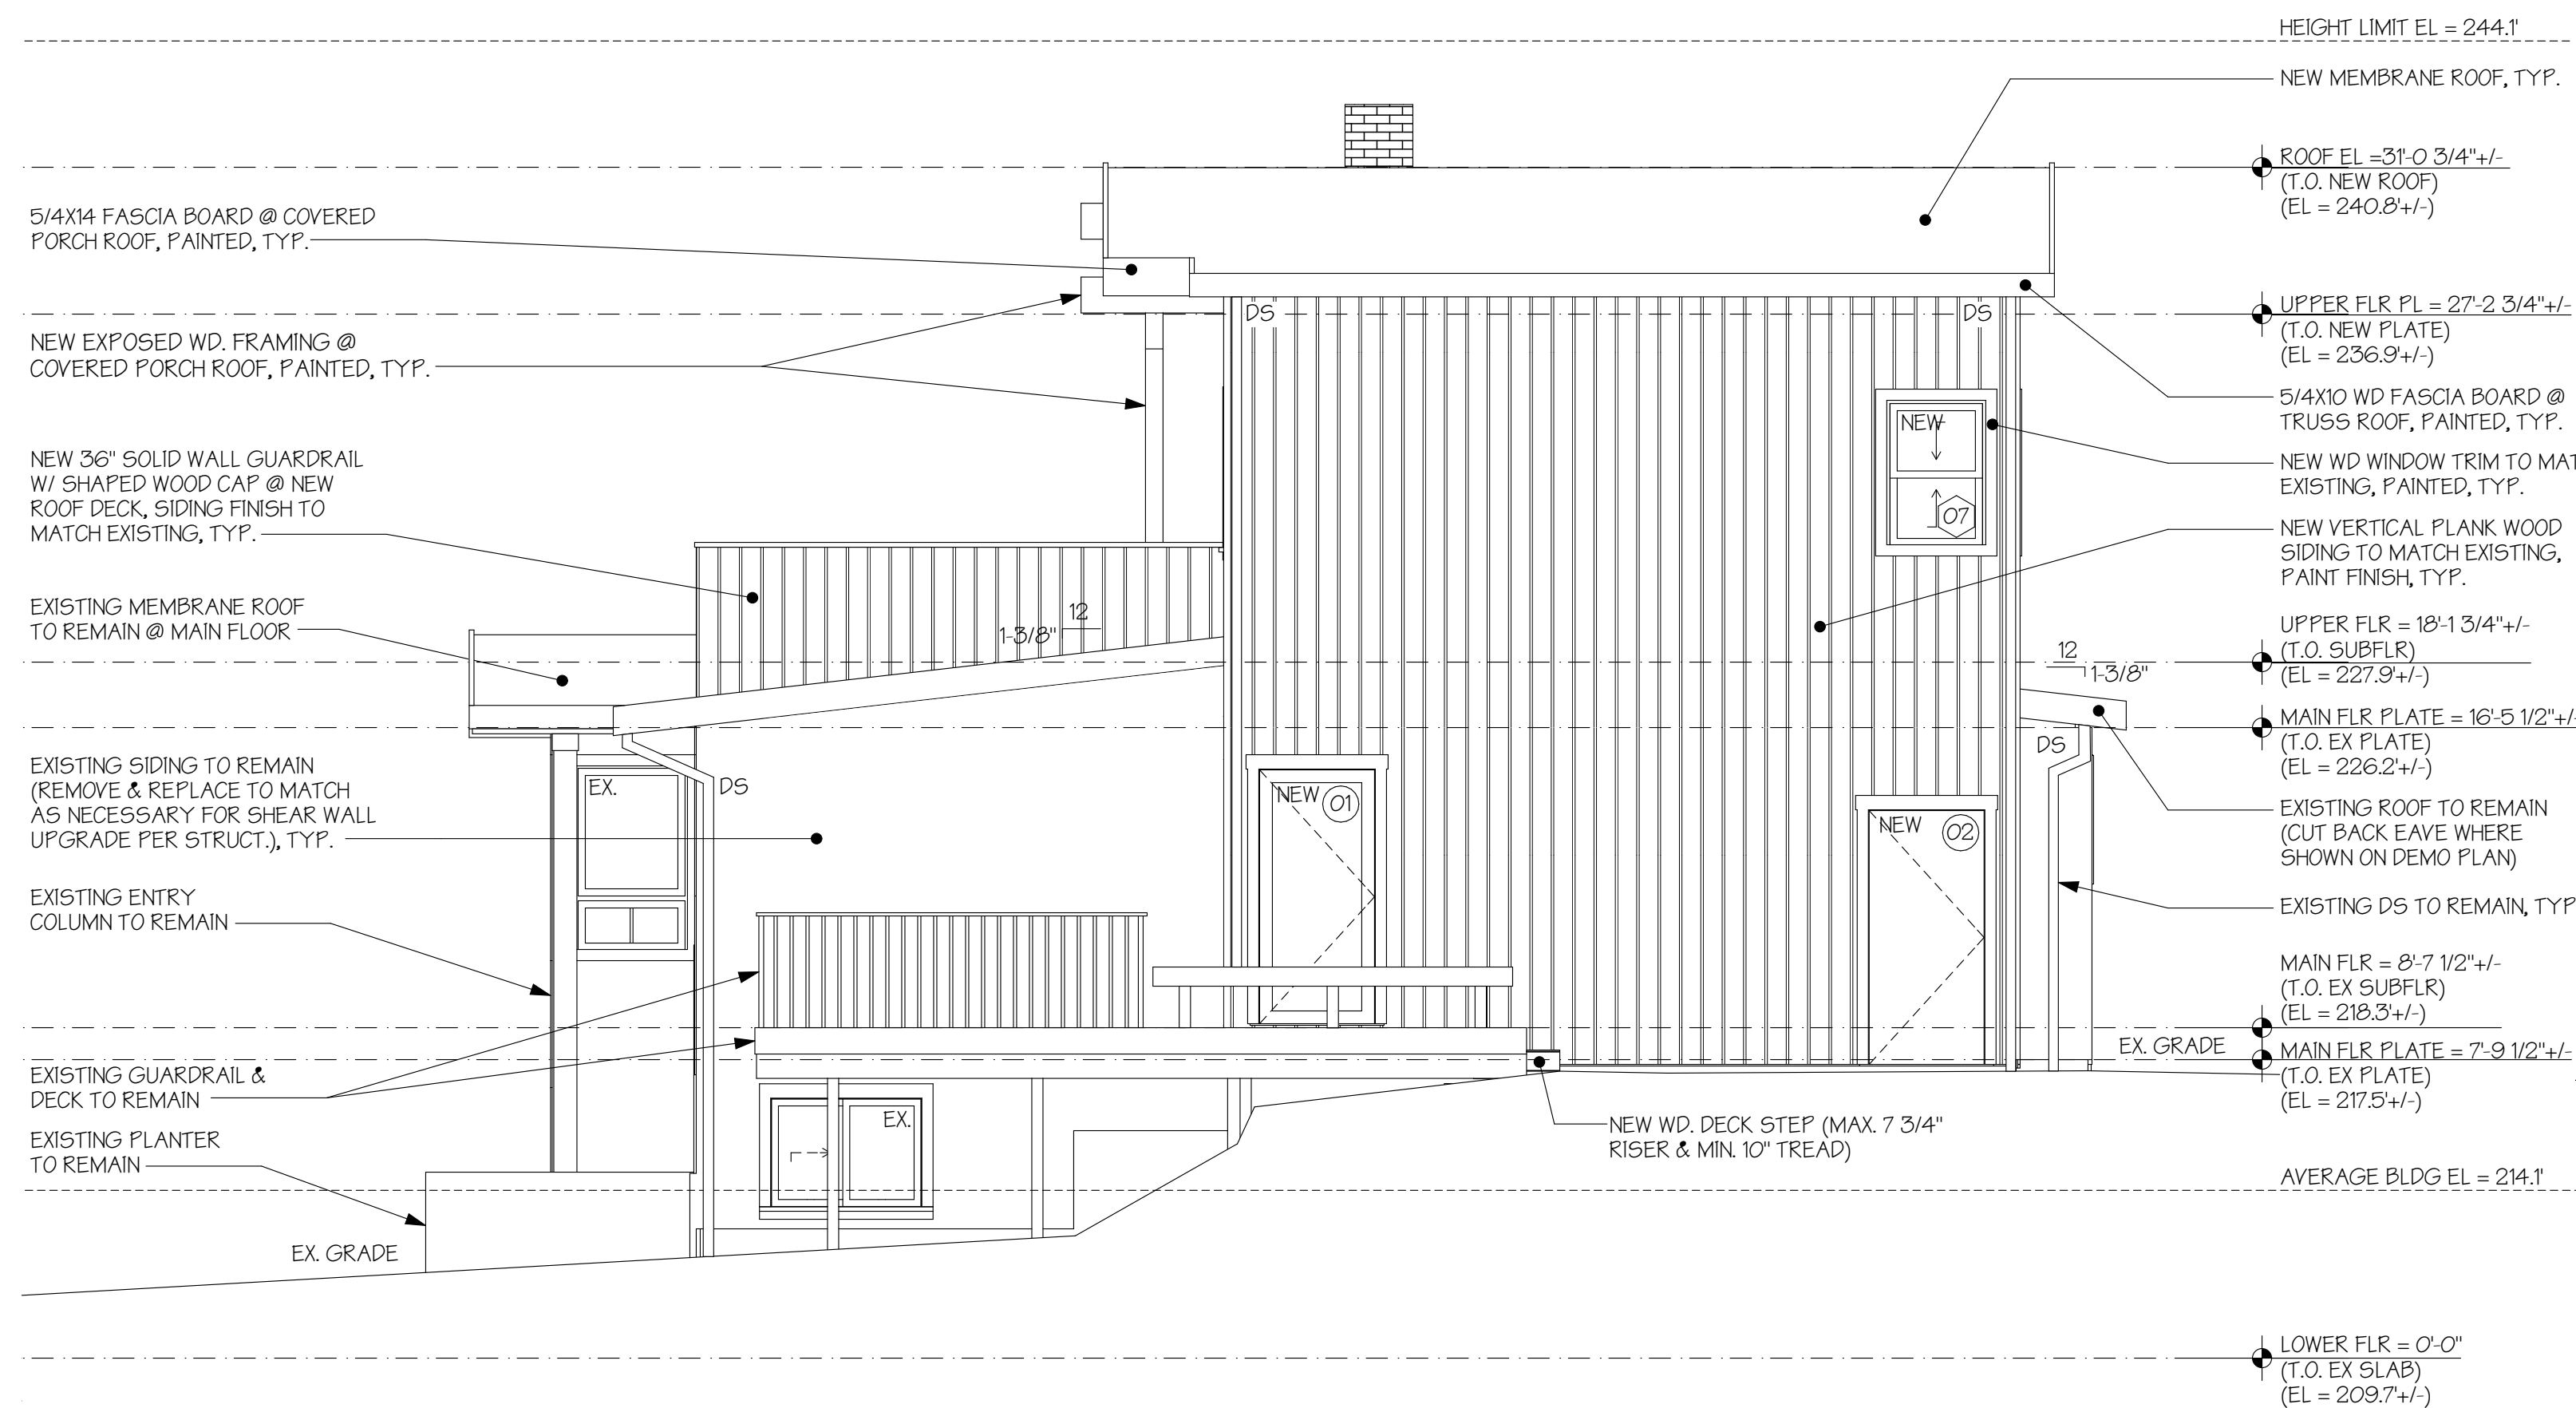 HEIGHT LIMIT EL = 244.1'
NEW MEMBRANE ROOF, TYP.
ROOF EL =31'-0 3/4"+/-
(T.O. NEW ROOF)
(EL = 240.8'+/-)
5/4X14 FASCIA BOARD @ COVERED
PORCH ROOF, PAINTED, TYP.
UPPER FLR PL = 27'-2 3/4"+/-
(T.O. NEW PLATE)
(EL = 236.9'+/-)
DS
DS
NEW EXPOSED WD. FRAMING @
COVERED PORCH ROOF, PAINTED, TYP.
5/4X10 WD FASCIA BOARD @
TRUSS ROOF, PAINTED, TYP.
NEW
07
NEW WD WINDOW TRIM TO MAT
EXISTING, PAINTED, TYP.
NEW 36" SOLID WALL GUARDRAIL
W/ SHAPED WOOD CAP @ NEW
ROOF DECK, SIDING FINISH TO
MATCH EXISTING, TYP.
NEW VERTICAL PLANK WOOD
SIDING TO MATCH EXISTING,
PAINT FINISH, TYP.
EXISTING MEMBRANE ROOF
TO REMAIN @ MAIN FLOOR
12
1-3/8"
UPPER FLR = 18'-1 3/4"+/-
(T.O. SUBFLR)
(EL = 227.9'+/-)
12
1-3/8"
MAIN FLR PLATE = 16'-5 1/2"+/-
(T.O. EX PLATE)
(EL = 226.2'+/-)
DS
EXISTING SIDING TO REMAIN
(REMOVE & REPLACE TO MATCH
AS NECESSARY FOR SHEAR WALL
UPGRADE PER STRUCT.), TYP.
EX.
DS
NEW
01
NEW
02
EXISTING ROOF TO REMAIN
(CUT BACK EAVE WHERE
SHOWN ON DEMO PLAN)
EXISTING ENTRY
COLUMN TO REMAIN
EXISTING DS TO REMAIN, TYP
MAIN FLR = 8'-7 1/2"+/-
(T.O. EX SUBFLR)
(EL = 218.3'+/-)
EX. GRADE
MAIN FLR PLATE = 7'-9 1/2"+/-
(T.O. EX PLATE)
(EL = 217.5'+/-)
EXISTING GUARDRAIL &
DECK TO REMAIN
EX.
NEW WD. DECK STEP (MAX. 7 3/4"
RISER & MIN. 10" TREAD)
EXISTING PLANTER
TO REMAIN
AVERAGE BLDG EL = 214.1'
EX. GRADE
LOWER FLR = 0'-0"
(T.O. EX SLAB)
(EL = 209.7'+/-)